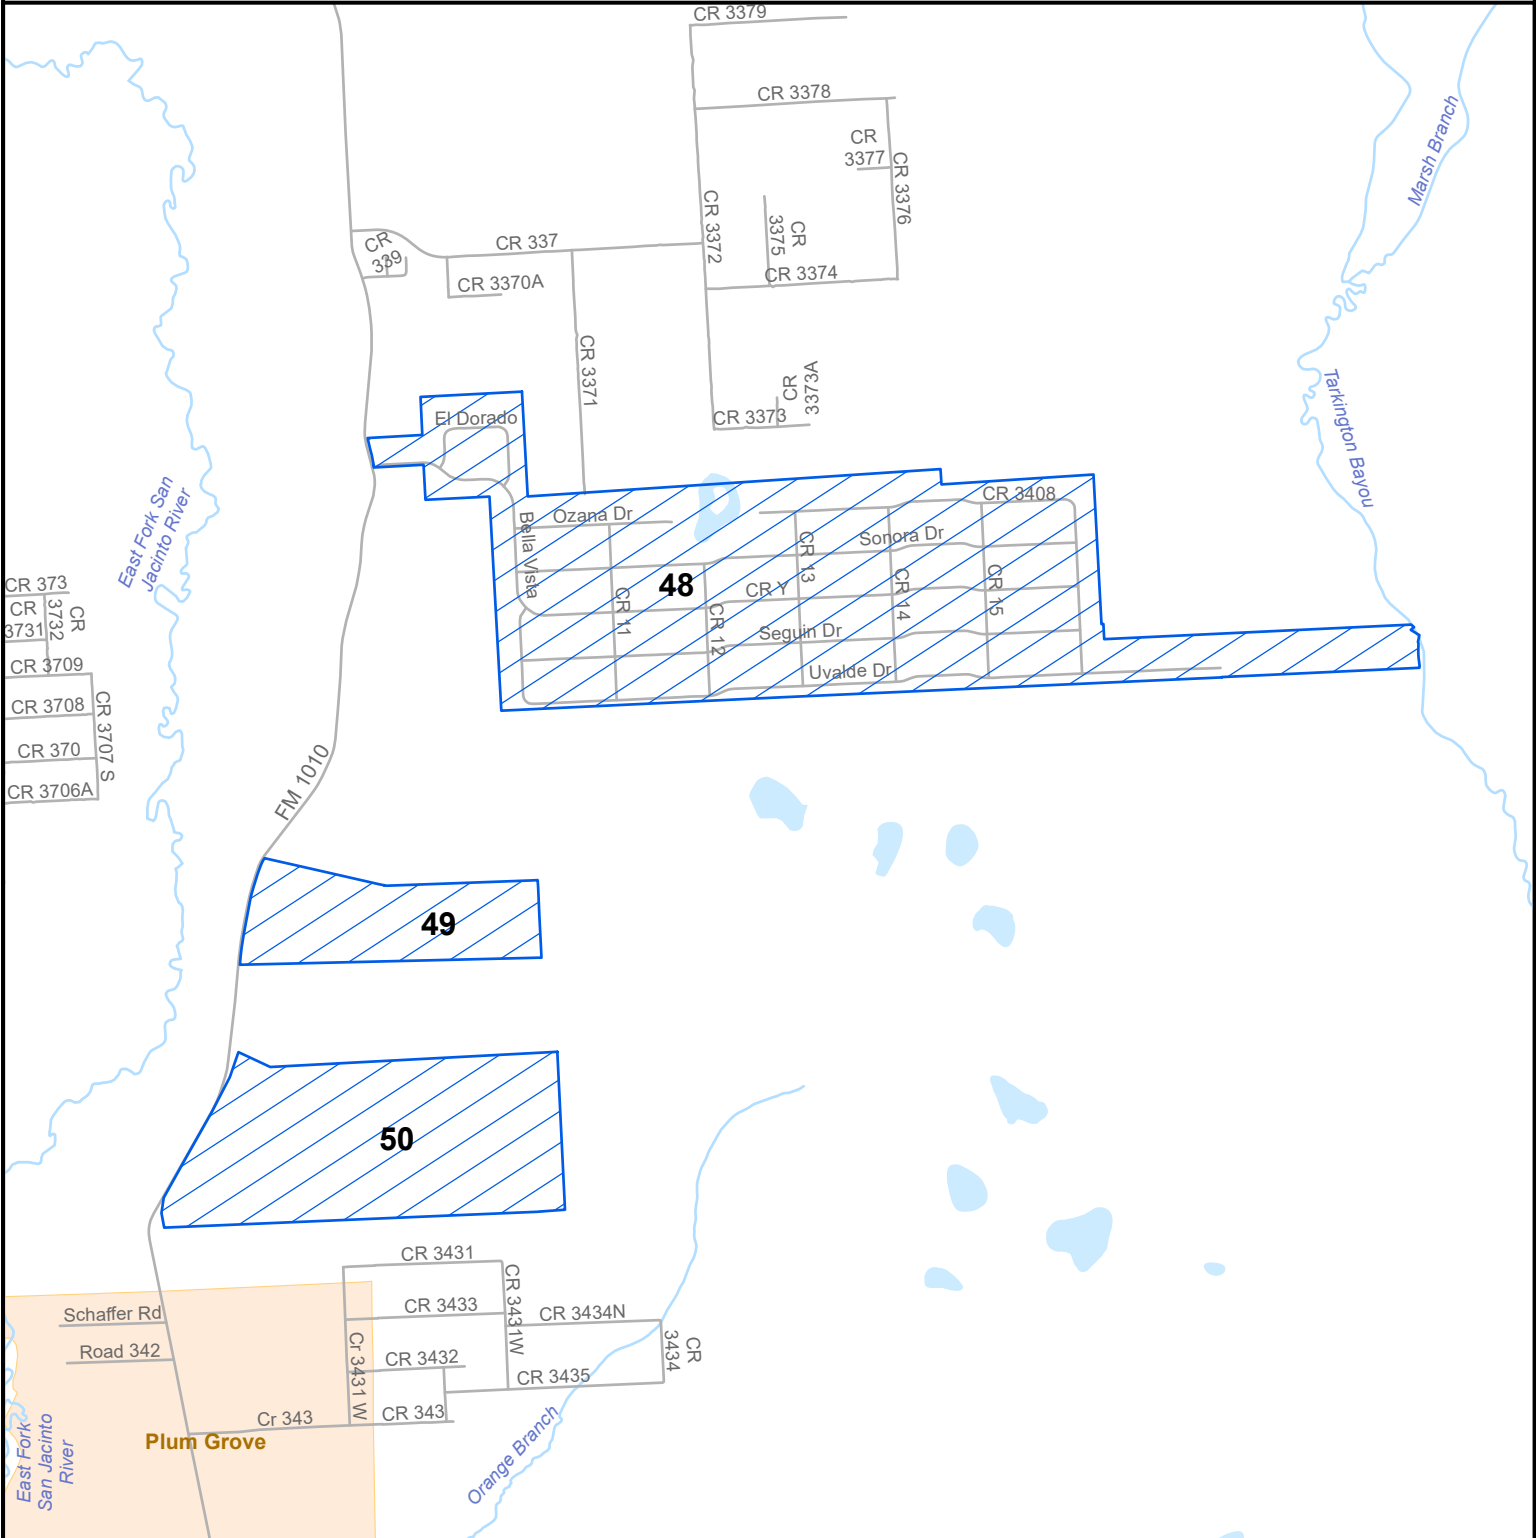 CR 3379
CR 3378
CR
3377
CR 3376
Marsh Branch
CR 3372
CR
3375
CR 3374
CR
339
CR 337
CR 3370A
CR 3371
CR
3373A
CR 3373
Tarkington Bayou
El Dorado
East Fork San
Jacinto River
CR 3408
Ozana Dr
Bella Vista
Sonora Dr
CR 13
48
CR Y
CR 14
CR 15
CR 11
CR 12
Seguin Dr
Uvalde Dr
CR 373
CR
3731
CR
3732
CR 3709
CR 3708
CR 3707 S
CR 370
CR 3706A
FM 1010
49
50
CR 3431
CR 3431W
CR 3433
CR 3434N
Schaffer Rd
Road 342
Cr 3431 W
CR 3432
CR
3434
CR 3435
Cr 343
CR 343
Plum Grove
East Fork
San Jacinto
River
Orange Branch